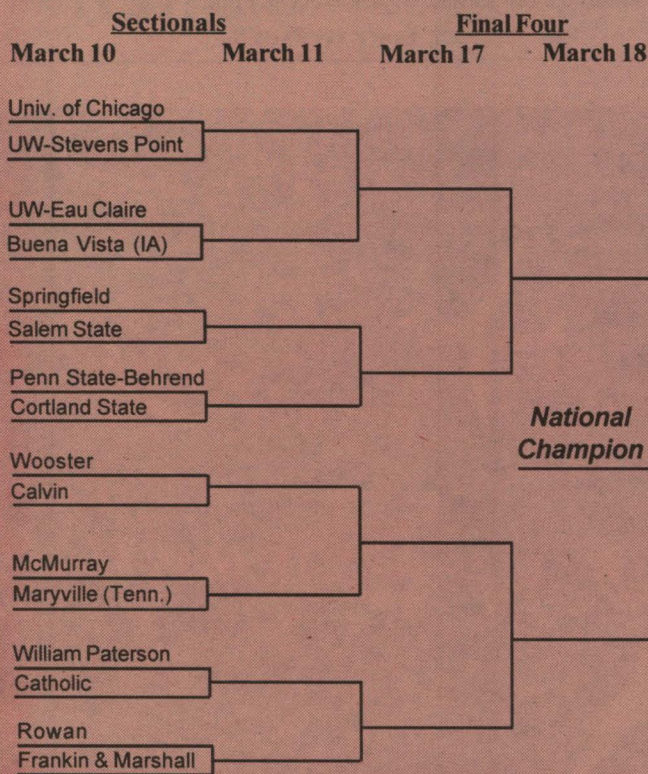 Sectionals Final Four
March 10 March 11 March 17 March 18
Univ. of Chicago
UW-Stevens Point
UW-Eau Claire
Buena Vista (IA)
Springfield
Salem State
Penn State-Behrend
Cortland State
National
Champion
Wooster
Calvin
McMurray
Maryville (Tenn.)
William Paterson
Catholic
Rowan
Frankin & Marshall